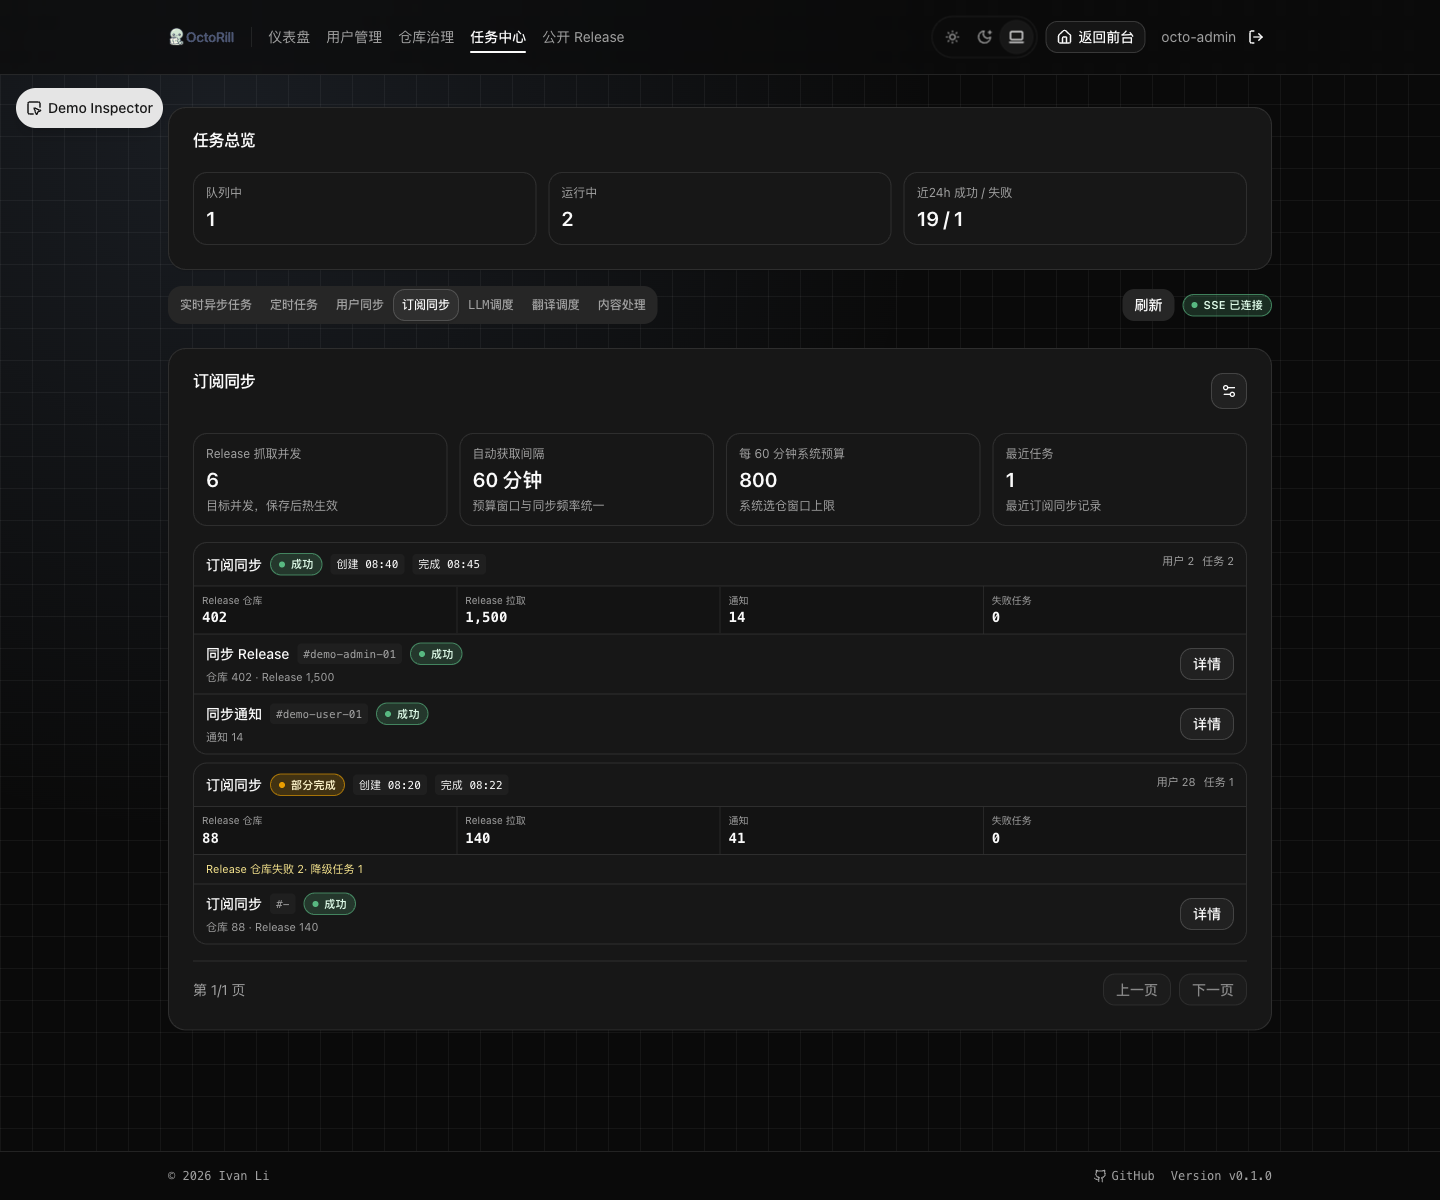 OctoRill 仪表盘 用户管理 仓库治理 任务中心 公开 Release 返回前台 octo-admin
Demo Inspector
任务总览
队列中 运行中 近24h 成功 / 失败
1 2 19 / 1
实时异步任务 定时任务 用户同步 订阅同步 LLM调度 翻译调度 内容处理 刷新 SSE 已连接
订阅同步
Release 抓取并发 自动获取间隔 每 60 分钟系统预算 最近任务
6 60 分钟 800 1
目标并发，保存后热生效 预算窗口与同步频率统一 系统选仓窗口上限 最近订阅同步记录
订阅同步 成功 创建 08:40 完成 08:45 用户 2 任务 2
Release 仓库 Release 拉取 通知 失败任务
402 1,500 14 0
同步 Release #demo-admin-01 成功 详情
仓库 402 · Release 1,500
同步通知 #demo-user-01 成功 详情
通知 14
订阅同步 部分完成 创建 08:20 完成 08:22 用户 28 任务 1
Release 仓库 Release 拉取 通知 失败任务
88 140 41 0
Release 仓库失败 2· 降级任务 1
订阅同步 #- 成功 详情
仓库 88 · Release 140
第 1/1 页 上一页 下一页
© 2026 Ivan Li GitHub Version v0.1.0